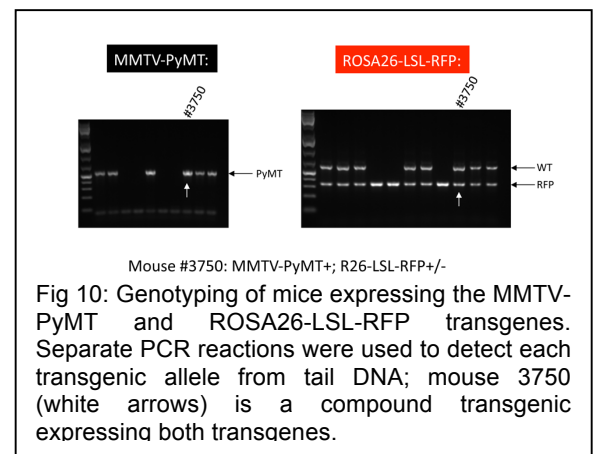 MMTV-PyMT:
ROSA26-LSL-RFP:
#3750
#3750
PyMT
WT
RFP
Mouse #3750: MMTV-PyMT+; R26-LSL-RFP+/-
Fig 10: Genotyping of mice expressing the MMTV-
PyMT and ROSA26-LSL-RFP transgenes.
Separate PCR reactions were used to detect each
transgenic allele from tail DNA; mouse 3750
(white arrows) is a compound transgenic
expressing both transgenes.